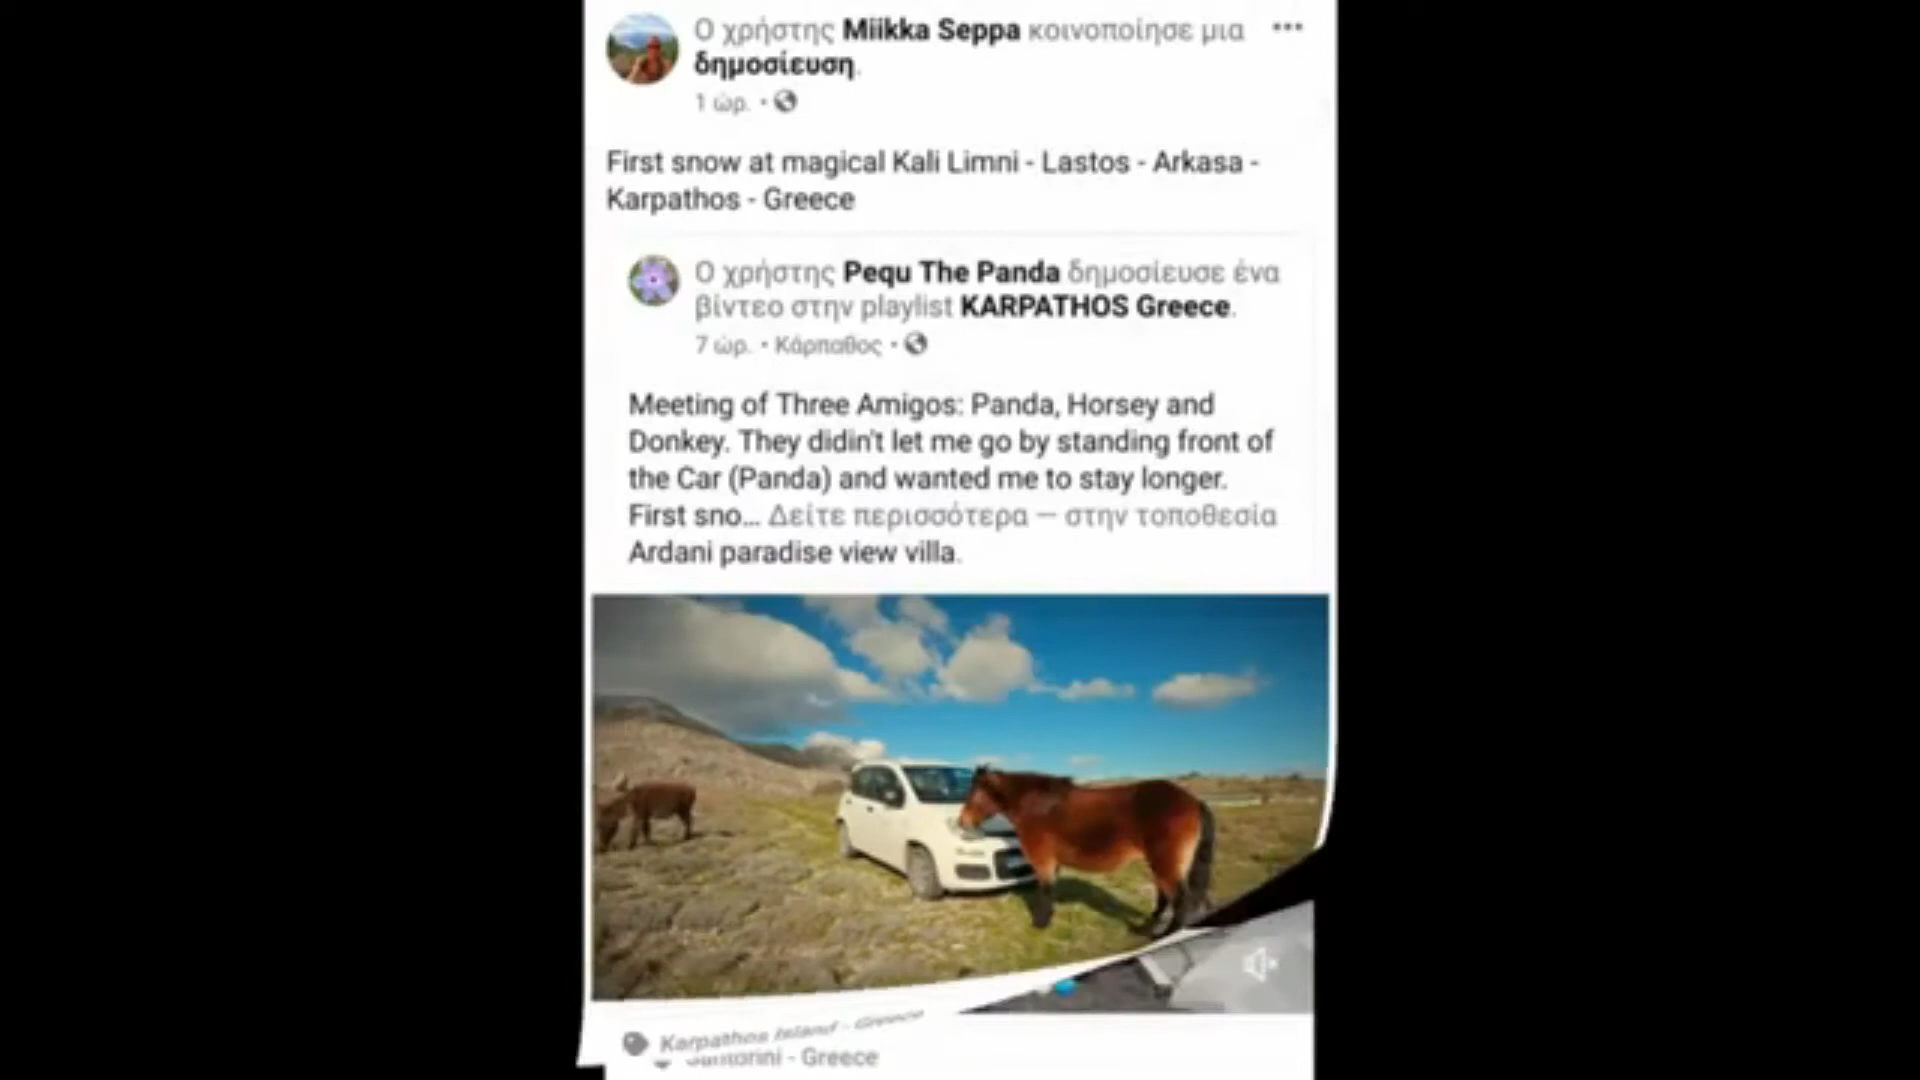 Ο χρήστης Miikka Seppa κοινοποίησε μια
δημοσίευση.
1 ώρ. ·
First snow at magical Kali Limni - Lastos - Arkasa -
Karpathos - Greece
Ο χρήστης Pequ The Panda δημοσίευσε ένα
βίντεο στην playlist KARPATHOS Greece.
7 ώρ. · Κάρπαθος ·
Meeting of Three Amigos: Panda, Horsey and
Donkey. They didin't let me go by standing front of
the Car (Panda) and wanted me to stay longer.
First sno... Δείτε περισσότερα — στην τοποθεσία
Ardani paradise view villa.
Karpathos Island - Greece
Santorini - Greece